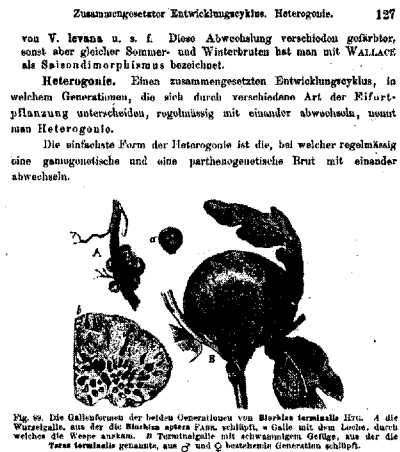 Zusammengesetzter Entwicklungscyklus. Heterogonie. 127
von V. levana u. s. f. Diese Abwechslung verschieden gefärbter,
sonst aber gleicher Sommer- und Winterbruten hat man mit WALLACE
als Saisondimorphismus bezeichnet.
Heterogonie. Einen zusammengesetzten Entwicklungscyklus, in
welchem Generationen, die sich durch verschiedene Art der Eifort-
pflanzung unterscheiden, regelmässig mit einander abwechseln, nennt
man Heterogonie.
Die einfachste Form der Heterogonie ist die, bei welcher regelmässig
eine gamogenetische und eine parthenogenetische Brut mit einander
abwechseln.
a
A
b
B
Fig. 89. Die Gallenformen der beiden Generationen von Biorhiza terminalis HTG. A die
Wurzelgalle, aus der die Biorhiza aptera FABR. schlüpft, a Galle mit dem Loche, durch
welches die Wespe auskam. B Terminalgalle mit schwammigem Gefüge, aus der die
Teras terminalis genannte, aus ♂ und ♀ bestehende Generation schlüpft.